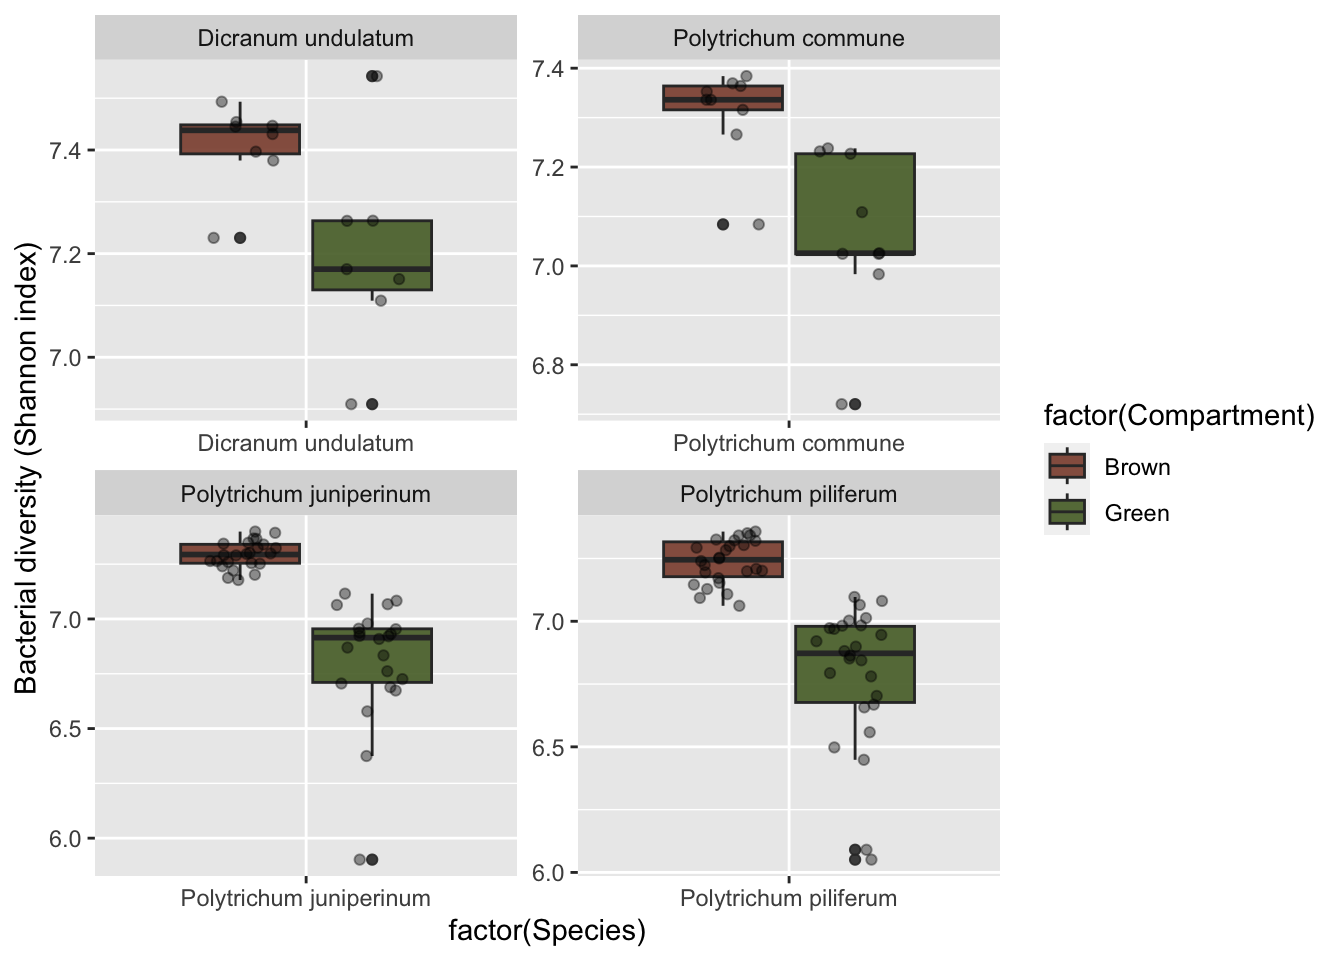 Dicranum undulatum
Polytrichum commune
7.4
7.2
7.0
7.4
7.2
7.0
6.8
Dicranum undulatum
Polytrichum commune
Polytrichum juniperinum
Polytrichum piliferum
7.0
6.5
6.0
7.0
6.5
6.0
Polytrichum juniperinum
Polytrichum piliferum
factor(Species)
Bacterial diversity (Shannon index)
factor(Compartment)
Brown
Green